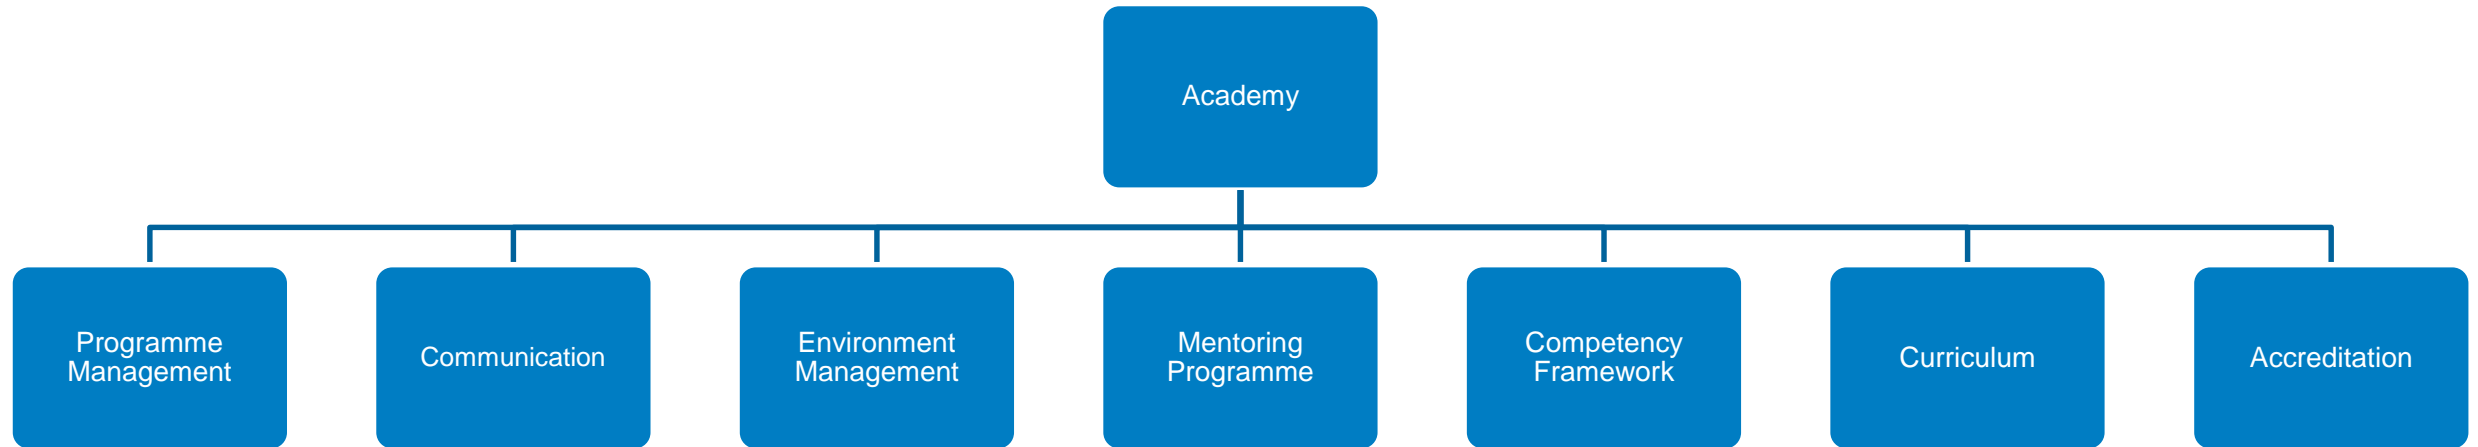 Academy
Programme
Management
Communication
Environment
Management
Mentoring
Programme
Competency
Framework
Curriculum
Accreditation